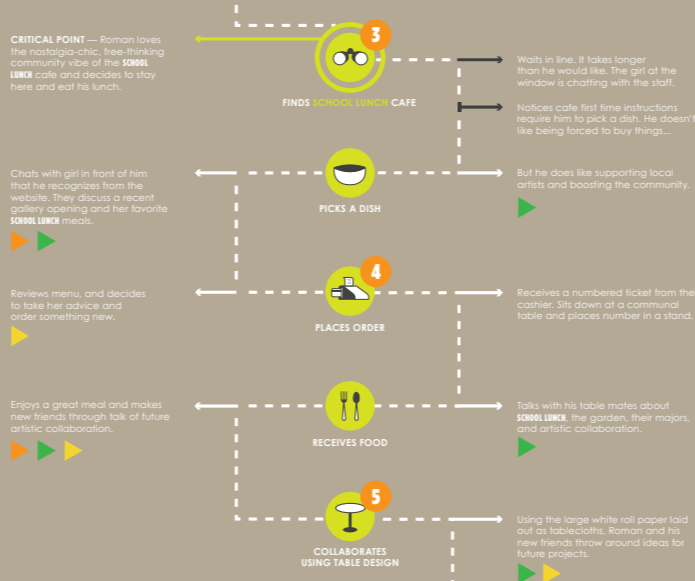 3
CRITICAL POINT — Roman loves
the nostalgia-chic, free-thinking
community vibe of the SCHOOL
LUNCH cafe and decides to stay
here and eat his lunch.
FINDS SCHOOL LUNCH CAFE
Waits in line. It takes longer
than he would like. The girl at the
window is chatting with the staff.
Notices cafe first time instructions
require him to pick a dish. He doesn't
like being forced to buy things...
Chats with girl in front of him
that he recognizes from the
website. They discuss a recent
gallery opening and her favorite
SCHOOL LUNCH meals.
PICKS A DISH
But he does like supporting local
artists and boosting the community.
4
Reviews menu, and decides
to take her advice and
order something new.
PLACES ORDER
Receives a numbered ticket from the
cashier. Sits down at a communal
table and places number in a stand.
Enjoys a great meal and makes
new friends through talk of future
artistic collaboration.
RECEIVES FOOD
Talks with his table mates about
SCHOOL LUNCH, the garden, their majors,
and artistic collaboration.
5
COLLABORATES
USING TABLE DESIGN
Using the large white roll paper laid
out as tablecloths, Roman and his
new friends throw around ideas for
future projects.